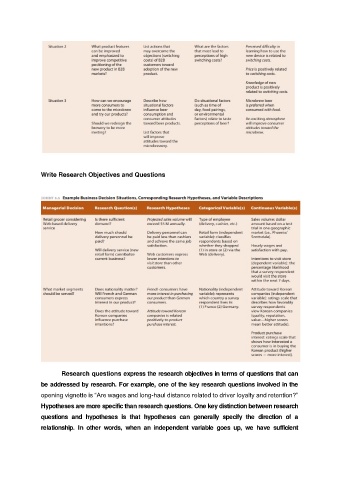 Situation 2
What product features can be improved and emphasized to improve competitive positioning of the new product in B2B markets?
List actions that may overcome the objections (switching costs) of B2B customers toward adoption of the new product.
What are the factors that most lead to perceptions of high switching costs?
Perceived difficulty in learning how to use the new device is related to switching costs.
Price is positively related to switching costs.
Knowledge of new product is positively related to switching costs.
Situation 3
How can we encourage more consumers to come to the microbrewery and try our products?
Should we redesign the brewery to be more inviting?
Describe how situational factors influence beer consumption and consumer attitudes toward beer products.
List factors that will improve attitudes toward the microbrewery.
Do situational factors (such as time of day, food pairings, or environmental factors) relate to taste perceptions of beer?
Microbrew beer is preferred when consumed with food.
An exciting atmosphere will improve consumer attitudes toward the microbrew.
Write Research Objectives and Questions
Example Business Decision Situations, Corresponding Hypotheses, and Variable Descriptions
Managerial Decision
Research Question(s)
Research Hypotheses
Categorical Variable(s)
Continuous Variable(s)
Retail grocer considering Web-based delivery service
Is there sufficient demand?
How much should delivery personnel be paid?
Will delivery service cannibalize current business?
Projected sales volume will exceed $5 M annually.
Delivery personnel can be paid less than cashiers and achieve the same job satisfaction.
Web customers express lower intentions to visit store than other customers.
Type of employee (delivery, cashier, etc.)
Retail form (independent variable): classifies respondents based on whether they shopped (1) in store or (2) via the Web (delivery).
Sales volume: dollar amount based on a test trial in one geographic market
Hourly wages and satisfaction with pay.
Intentions to visit store (dependent variable): the percentage likelihood that a survey respondent would visit the store within the next 7 days.
What market segments should be served?
Does nationality matter? Will French and German consumers express interest in our product?
Does the attitude toward Korean companies influence purchase intentions?
French consumers have more interest in purchasing our product than German consumers.
Attitude toward Korean companies is related positively to product purchase interest.
Nationality (independent variable): represents which country a survey respondent lives in: (1) France (2) Germany
Attitude toward Korean companies (independent variable): ratings scale that describes how favorably survey respondents view Korean companies (quality, reputation, value—higher scores mean better attitude).
Product purchase interest: ratings scale that shows how interested a consumer is in buying the Korean product (higher scores = more interest).
Research questions express the research objectives in terms of questions that can
be addressed by research. For example, one of the key research questions involved in the
opening vignette is "Are wages and long-haul distance related to driver loyalty and retention?"
Hypotheses are more specific than research questions. One key distinction between research
questions and hypotheses is that hypotheses can generally specify the direction of a
relationship. In other words, when an independent variable goes up, we have sufficient